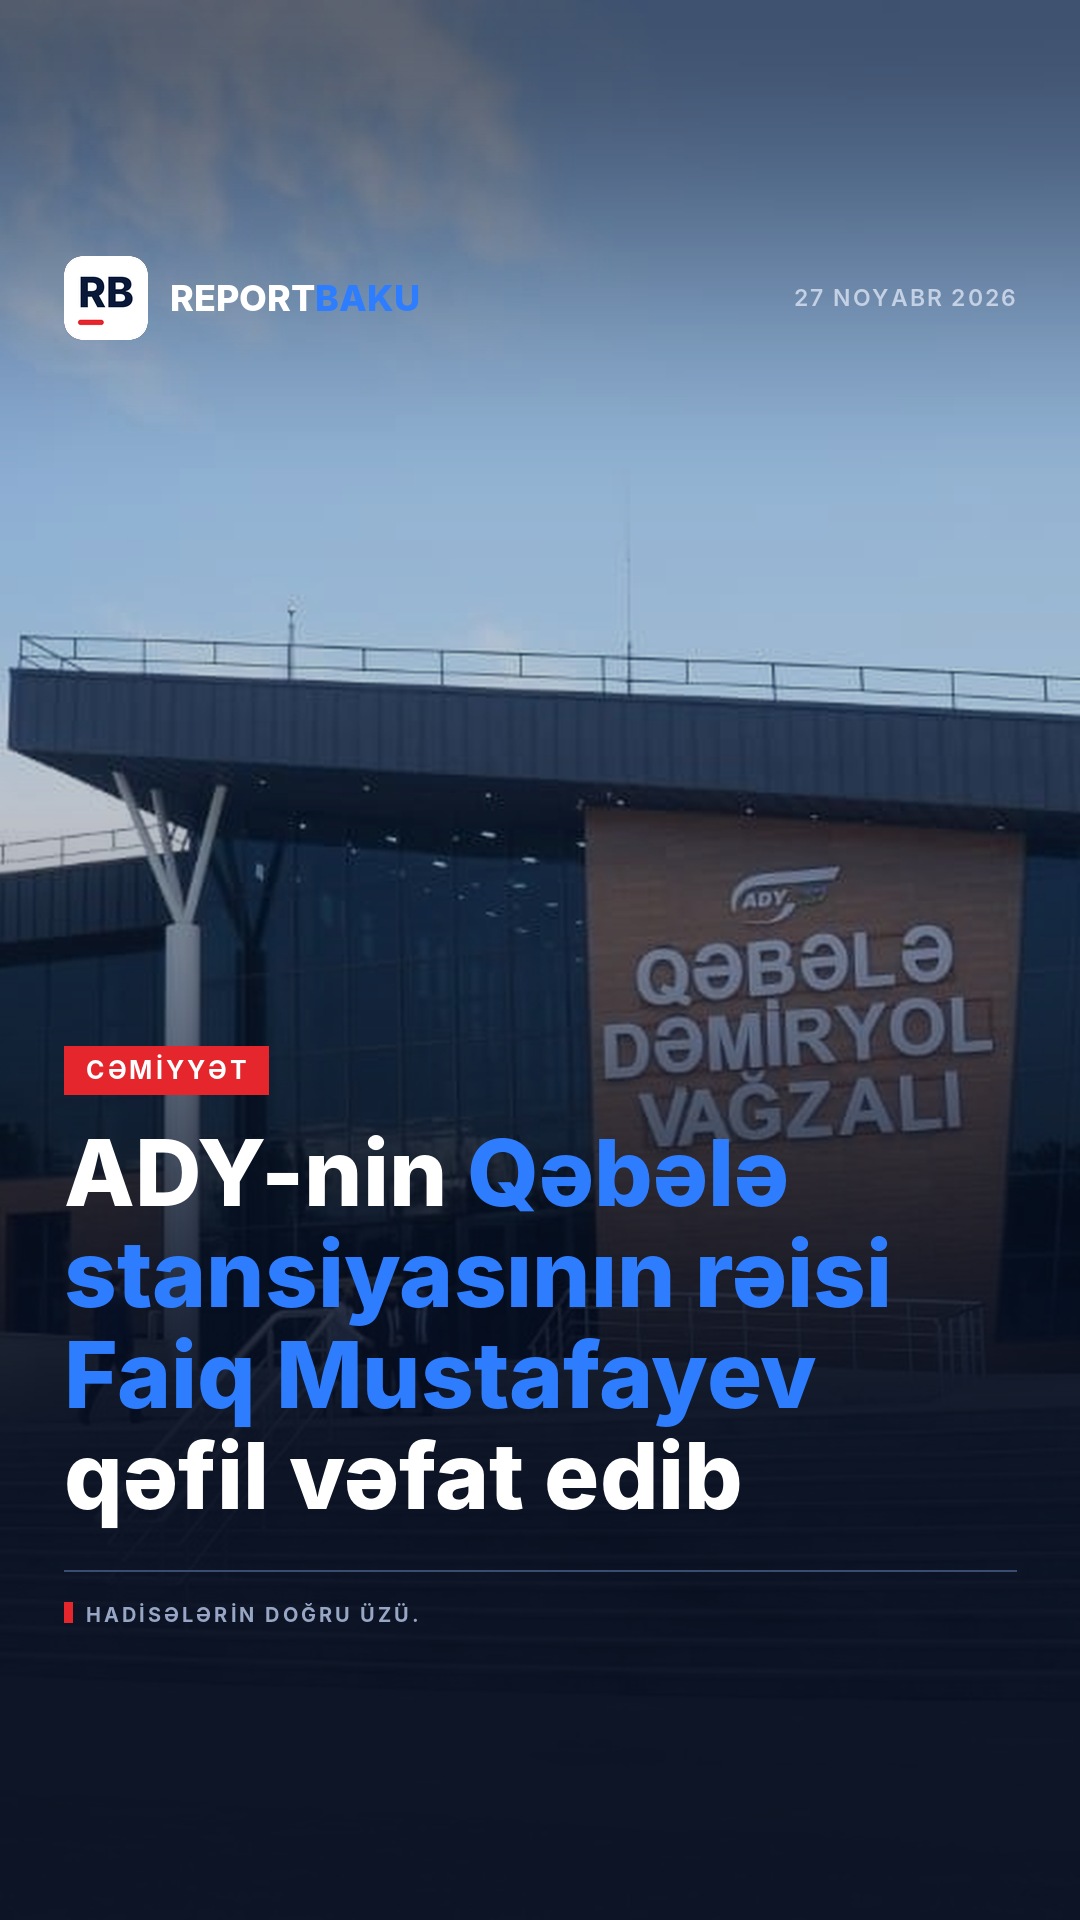 RB
REPORTBAKU
27 NOYABR 2026
ADY
QƏBƏLƏ
DƏMİRYOL
VAĞZALI
CƏMİYYƏT
ADY-nin Qəbələ
stansiyasının rəisi
Faiq Mustafayev
qəfil vəfat edib
HADİSƏLƏRİN DOĞRU ÜZÜ.